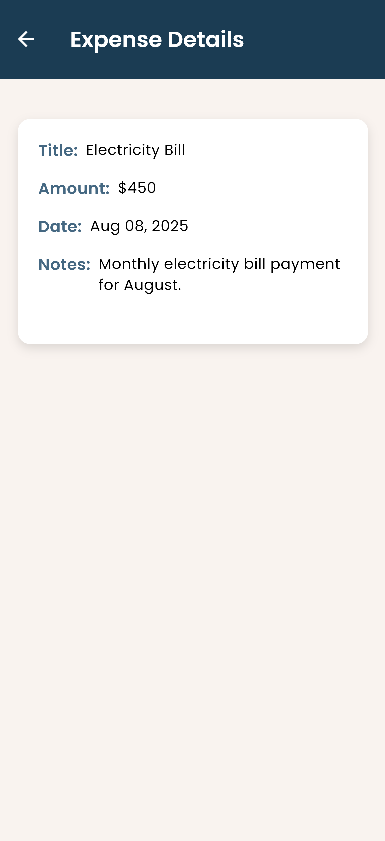 Expense Details
Title: Electricity Bill
Amount: $450
Date: Aug 08, 2025
Notes: Monthly electricity bill payment
for August.